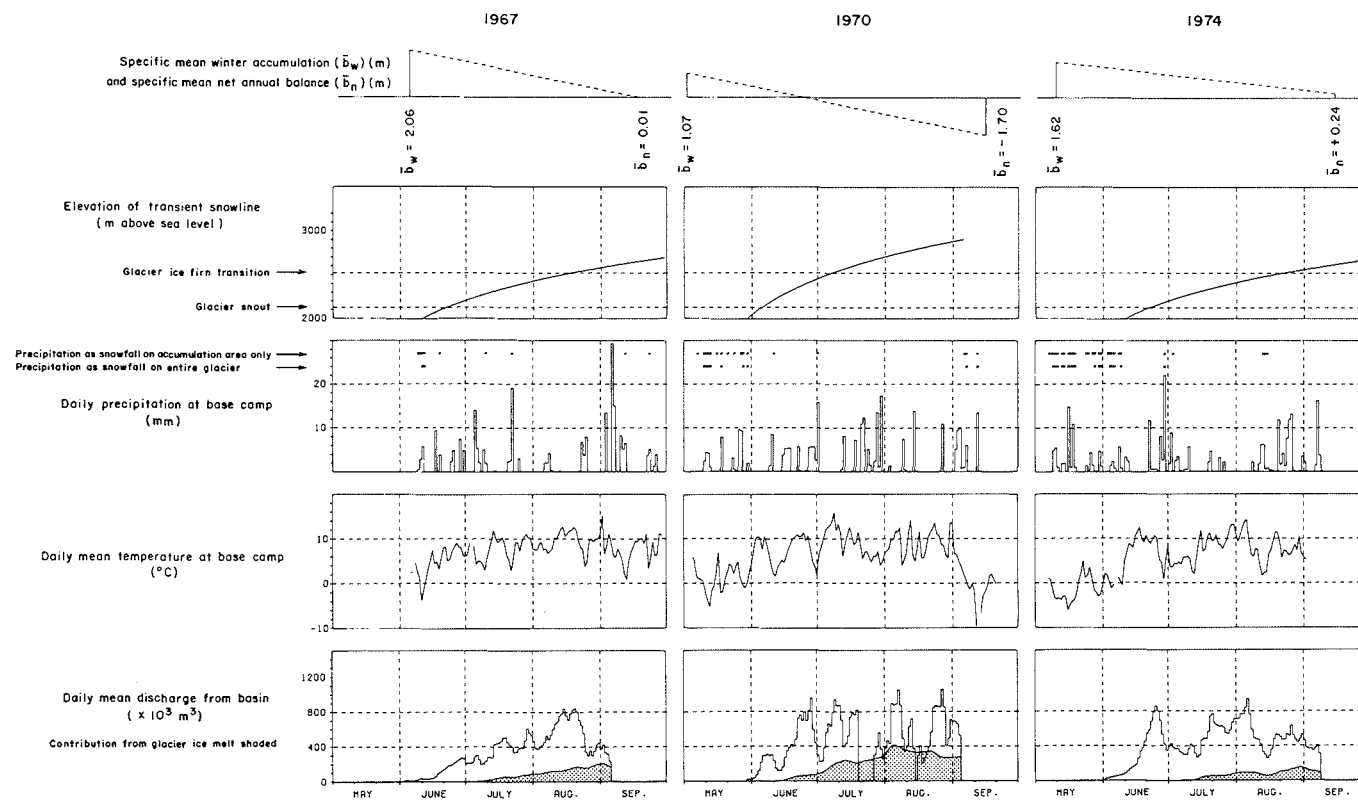 1967 1970 1974
Specific mean winter accumulation (b̄w) (m)
and specific mean net annual balance (b̄n) (m)
b̄w = 2.06
b̄n = 0.01
b̄w = 1.07
b̄n = -1.70
b̄w = 1.62
b̄n = +0.24
Elevation of transient snowline
(m above sea level)
3000
Glacier ice firn transition
Glacier snout
2000
Precipitation as snowfall on accumulation area only
Precipitation as snowfall on entire glacier
20
Daily precipitation at base camp
(mm)
10
10
Daily mean temperature at base camp
(°C)
0
-10
1200
Daily mean discharge from basin
(x 10³ m³)
800
Contribution from glacier ice melt shaded
400
0
MAY JUNE JULY AUG. SEP. MAY JUNE JULY AUG. SEP. MAY JUNE JULY AUG. SEP.